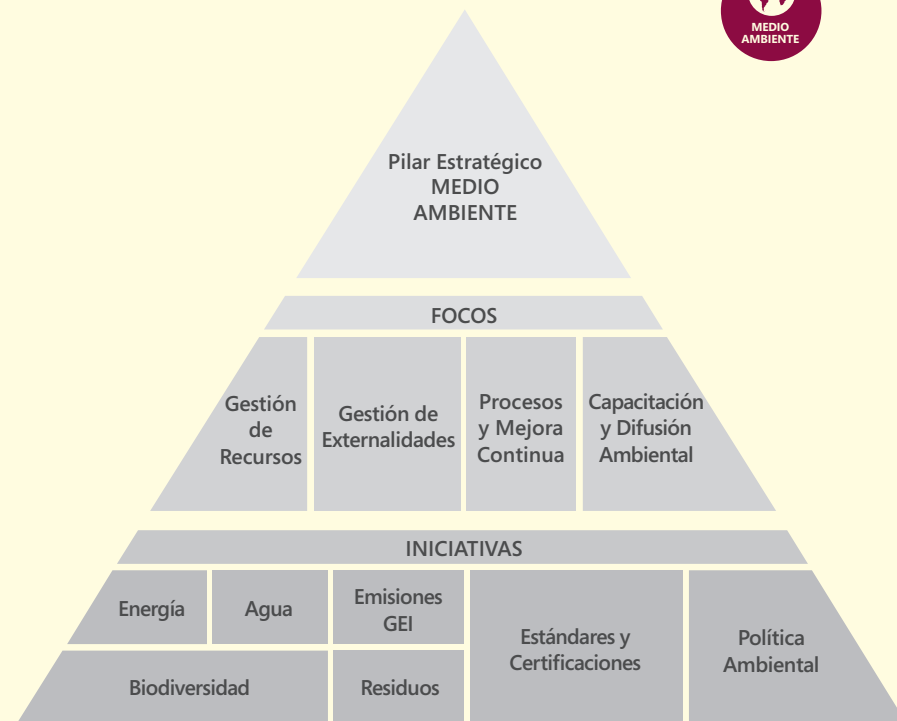 MEDIO
AMBIENTE
Pilar Estratégico
MEDIO
AMBIENTE
FOCOS
Gestión
de
Recursos
Gestión de
Externalidades
Procesos
y Mejora
Continua
Capacitación
y Difusión
Ambiental
INICIATIVAS
Energía
Agua
Emisiones
GEI
Estándares y
Certificaciones
Política
Ambiental
Biodiversidad
Residuos